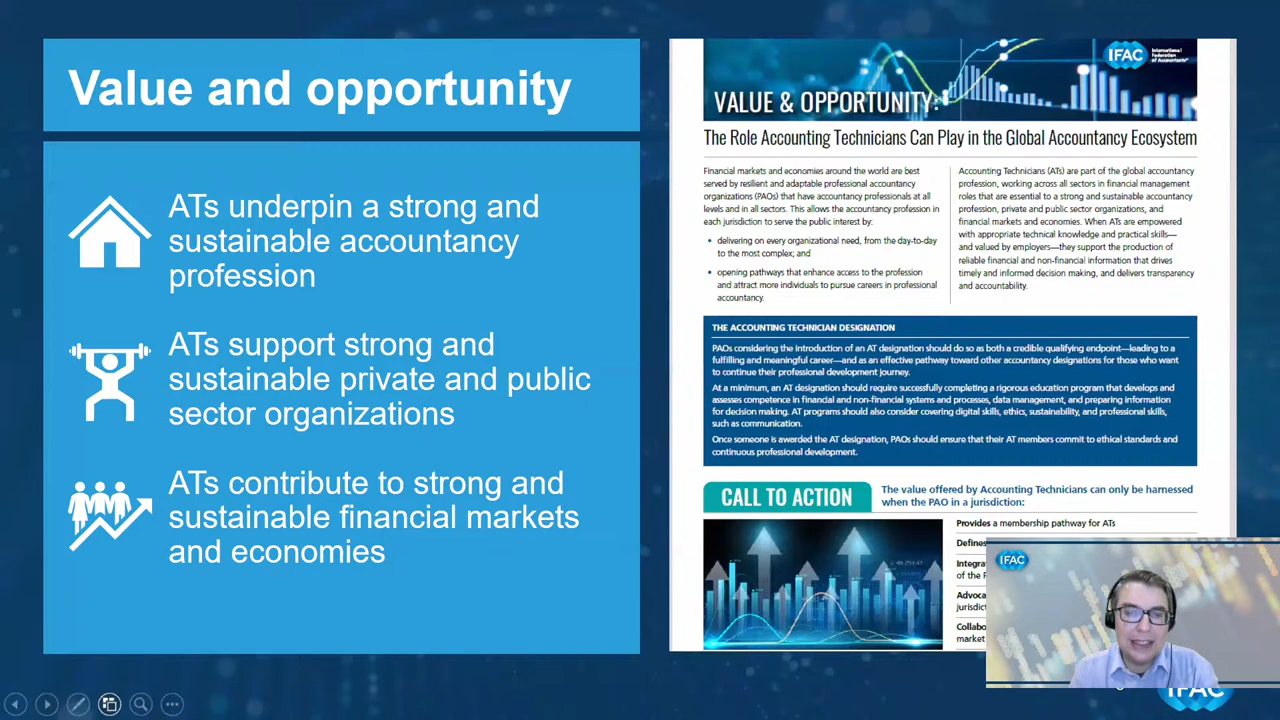 Value and opportunity
ATs underpin a strong and
sustainable accountancy
profession
ATs support strong and
sustainable private and public
sector organizations
ATs contribute to strong and
sustainable financial markets
and economies
IFAC
International
Federation
of Accountants®
VALUE & OPPORTUNITY:
The Role Accounting Technicians Can Play in the Global Accountancy Ecosystem
Financial markets and economies around the world are best
served by resilient and adaptable professional accountancy
organizations (PAOs) that have accountancy professionals at all
levels and in all sectors. This allows the accountancy profession in
each jurisdiction to serve the public interest by:
• delivering on every organizational need, from the day-to-day
to the most complex; and
• opening pathways that enhance access to the profession
and attract more individuals to pursue careers in professional
accountancy.
Accounting Technicians (ATs) are part of the global accountancy
profession, working across all sectors in financial management
roles that are essential to a strong and sustainable accountancy
profession, private and public sector organizations, and
financial markets and economies. When ATs are empowered
with appropriate technical knowledge and practical skills—
and valued by employers—they support the production of
reliable financial and non-financial information that drives
timely and informed decision making, and delivers transparency
and accountability.
THE ACCOUNTING TECHNICIAN DESIGNATION
PAOs considering the introduction of an AT designation should do so as both a credible qualifying endpoint—leading to a
fulfilling and meaningful career—and as an effective pathway toward other accountancy designations for those who want
to continue their professional development journey.
At a minimum, an AT designation should require successfully completing a rigorous education program that develops and
assesses competence in financial and non-financial systems and processes, data management, and preparing information
for decision making. AT programs should also consider covering digital skills, ethics, sustainability, and professional skills,
such as communication.
Once someone is awarded the AT designation, PAOs should ensure that their AT members commit to ethical standards and
continuous professional development.
CALL TO ACTION
The value offered by Accounting Technicians can only be harnessed
when the PAO in a jurisdiction:
Provides a membership pathway for ATs
Defines
of the
market
IFAC
IFAC